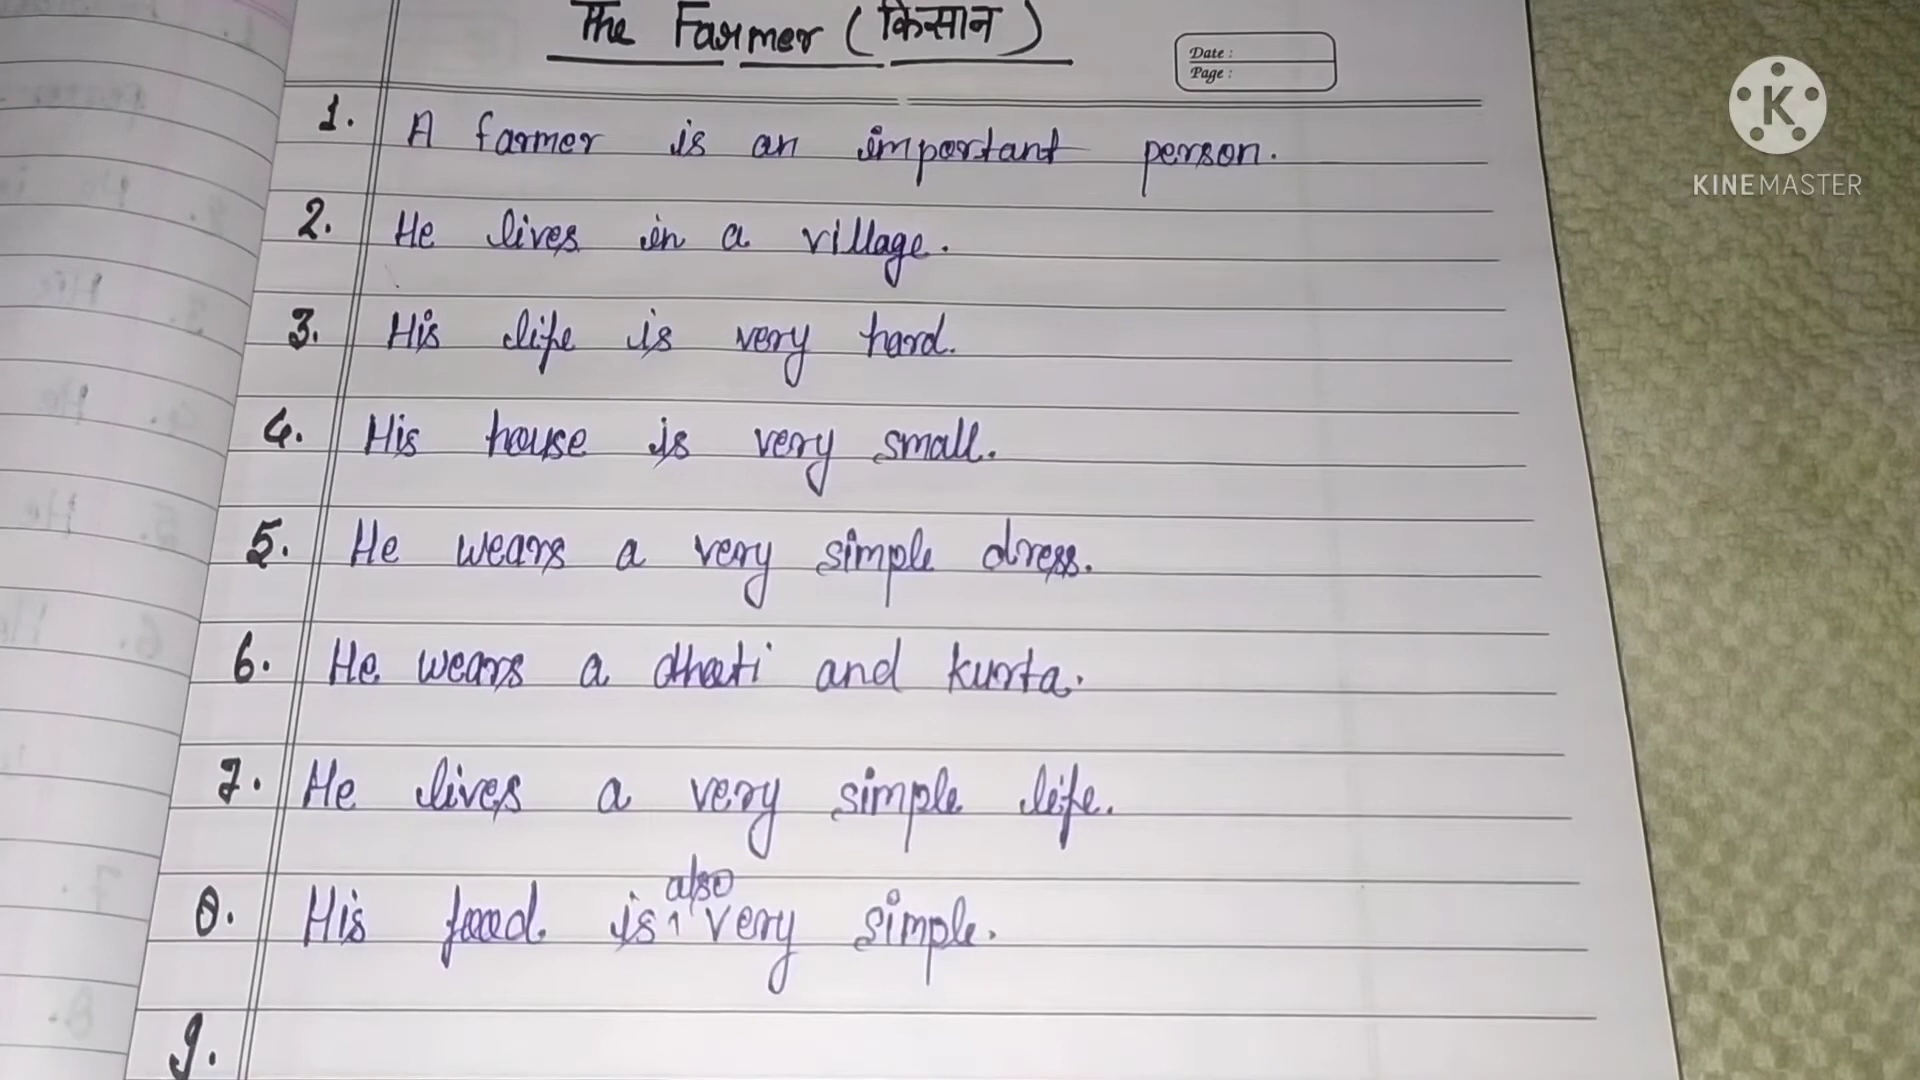 The Farmer (किसान)
Date :
Page :
K
KINEMASTER
1. A farmer is an important person.
2. He lives in a village.
3. His life is very hard.
4. His house is very small.
5. He wears a very simple dress.
6. He wears a dhoti and kurta.
7. He lives a very simple life.
8. His food is also very simple.
9.